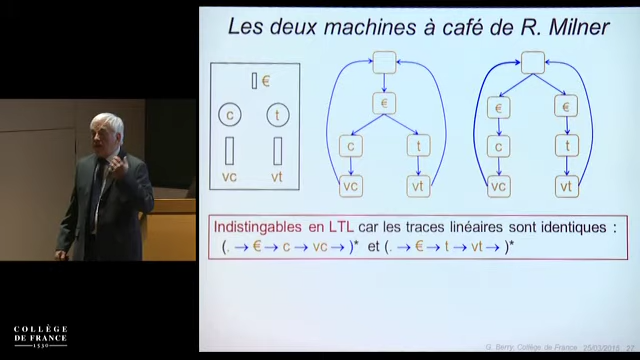 Les deux machines à café de R. Milner
€
c t
vc vt
€
c t
vc vt
€ €
c t
vc vt
Indistingables en LTL car les traces linéaires sont identiques :
(. → € → c → vc → )* et (. → € → t → vt → )*
COLLÈGE
DE FRANCE
1530
G. Berry, Collège de France - 25/03/2015 27